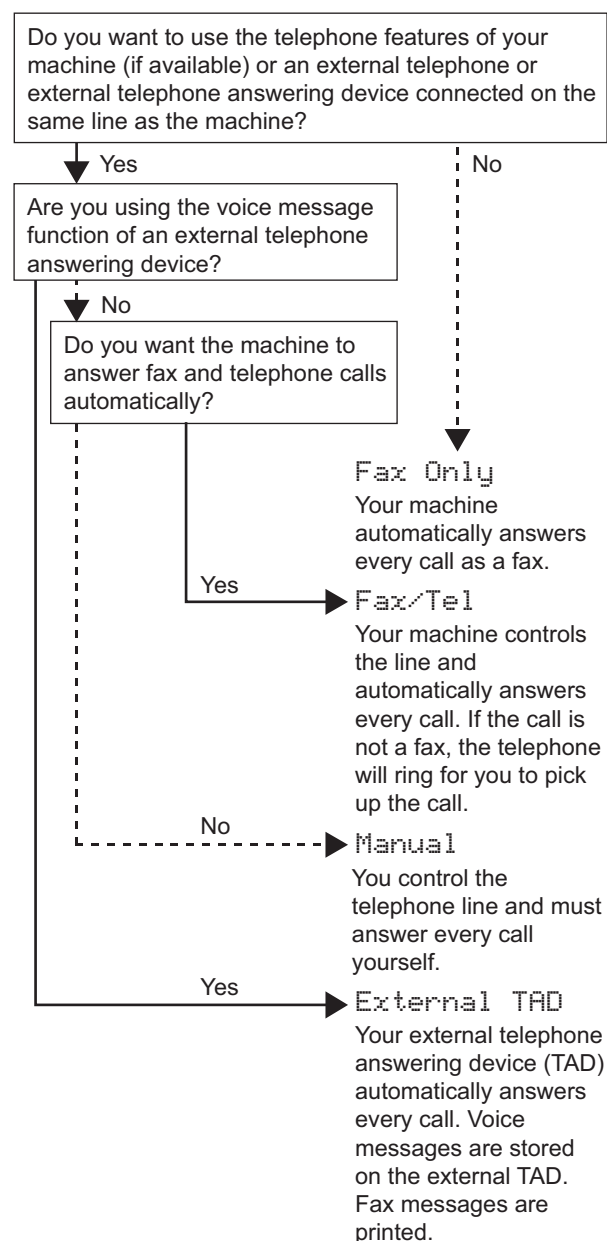 Do you want to use the telephone features of your
machine (if available) or an external telephone or
external telephone answering device connected on the
same line as the machine?
Yes
No
Are you using the voice message
function of an external telephone
answering device?
No
Do you want the machine to
answer fax and telephone calls
automatically?
Fax Only
Your machine
automatically answers
every call as a fax.
Yes
Fax/Tel
Your machine controls
the line and
automatically answers
every call. If the call is
not a fax, the telephone
will ring for you to pick
up the call.
No
Manual
You control the
telephone line and must
answer every call
yourself.
Yes
External TAD
Your external telephone
answering device (TAD)
automatically answers
every call. Voice
messages are stored
on the external TAD.
Fax messages are
printed.